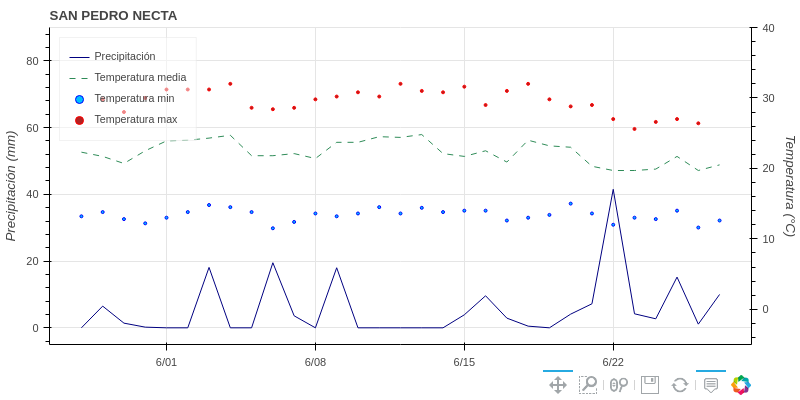 SAN PEDRO NECTA
Precipitación
Temperatura media
Temperatura min
Temperatura max
Precipitación (mm)
80
60
40
20
0
Temperatura (°C)
40
30
20
10
0
6/01
6/08
6/15
6/22